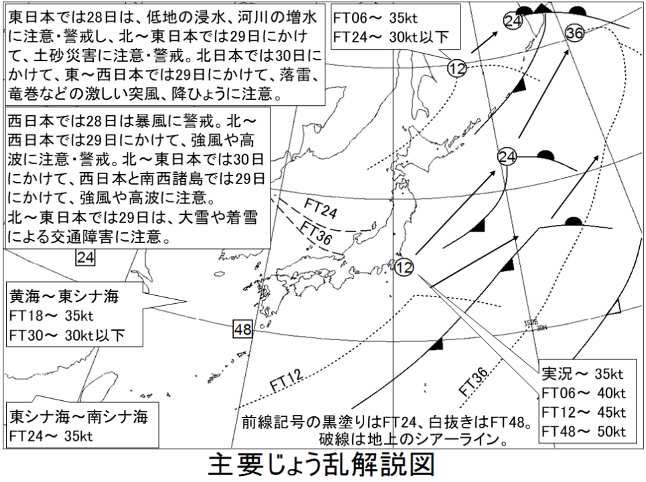 東日本では28日は、低地の浸水、河川の増水
に注意・警戒し、北～東日本では29日にかけ
て、土砂災害に注意・警戒。北日本では30日に
かけて、東～西日本では29日にかけて、落雷、
竜巻などの激しい突風、降ひょうに注意。
FT06～ 35kt
FT24～ 30kt以下
24
36
12
西日本では28日は暴風に警戒。北～
西日本では29日にかけて、強風や高
波に注意・警戒。北～東日本では30日
にかけて、西日本と南西諸島では29日
にかけて、強風や高波に注意。
北～東日本では29日は、大雪や着雪
による交通障害に注意。
24
FT24
FT36
24
12
黄海～東シナ海
FT18～ 35kt
FT30～ 30kt以下
48
FT12
FT36
実況～ 35kt
FT06～ 40kt
FT12～ 45kt
FT48～ 50kt
東シナ海～南シナ海
FT24～ 35kt
前線記号の黒塗りはFT24、白抜きはFT48。
破線は地上のシアーライン。
主要じょう乱解説図